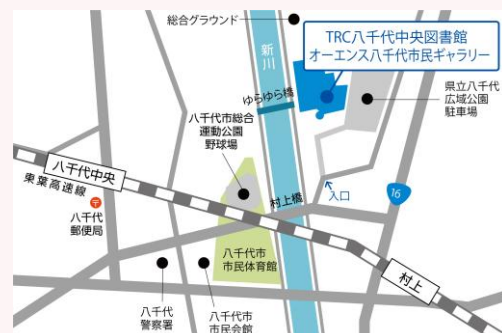 総合グラウンド
TRC八千代中央図書館
オーエンス八千代市民ギャラリー
新川
ゆらゆら橋
県立八千代
広域公園
駐車場
八千代市総合
運動公園
野球場
八千代中央
東葉高速線
〒
八千代
郵便局
村上橋
入口
16
八千代市
市民体育館
村上
八千代
警察署
八千代市
市民会館